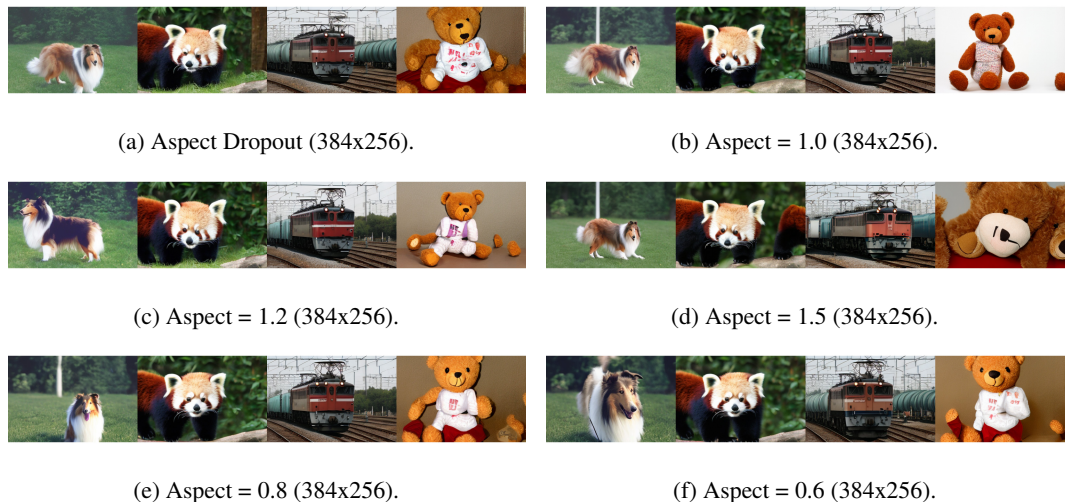 (a) Aspect Dropout (384x256).
(b) Aspect = 1.0 (384x256).
(c) Aspect = 1.2 (384x256).
(d) Aspect = 1.5 (384x256).
(e) Aspect = 0.8 (384x256).
(f) Aspect = 0.6 (384x256).